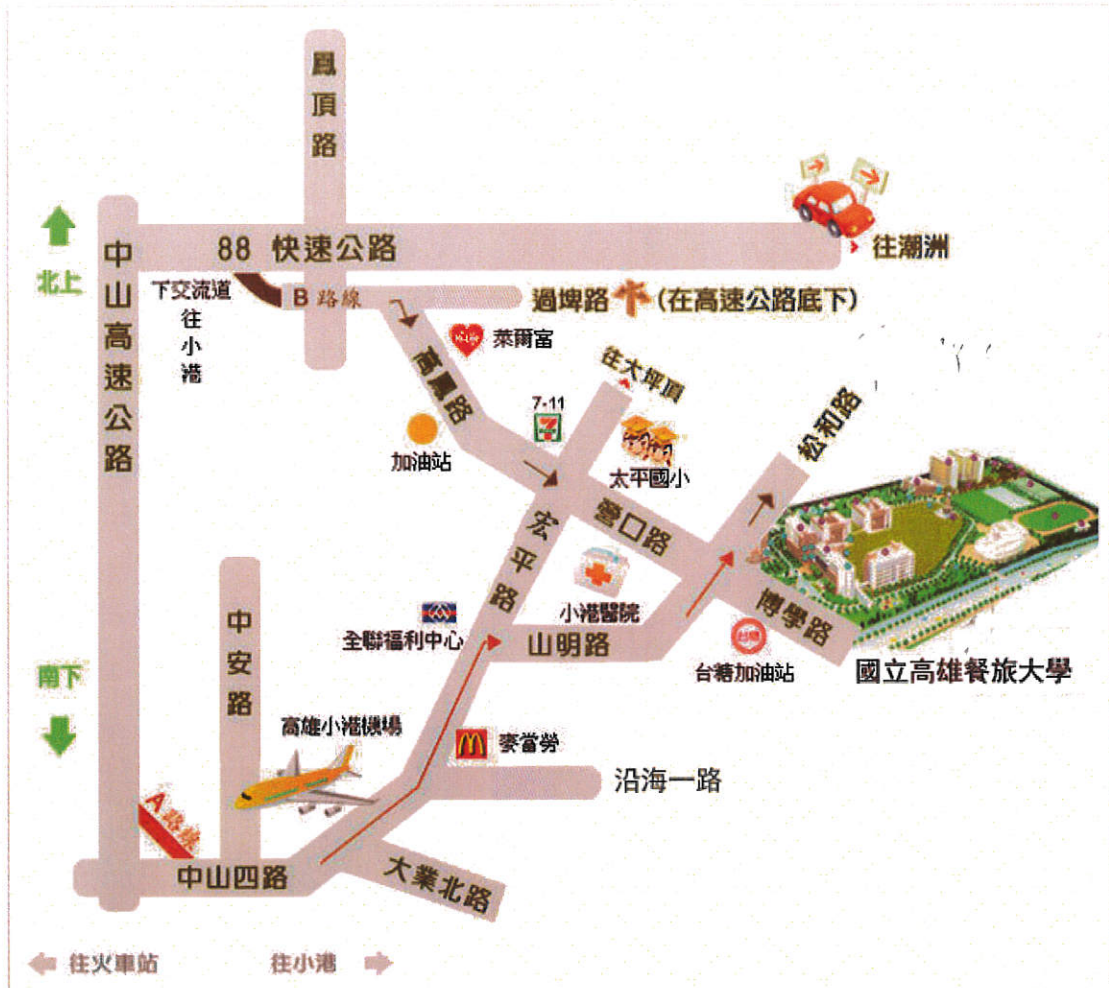 鳳頂路
88 快速公路
往潮洲
北上
中山高速公路
下交流道
往小港
B 路線
過埤路
(在高速公路底下)
萊爾富
高鳳路
往大坪頂
7-11
加油站
太平國小
松和路
宏平路
營口路
小港醫院
博學路
中安路
全聯福利中心
山明路
台糖
台糖加油站
國立高雄餐旅大學
南下
高雄小港機場
麥當勞
沿海一路
A 路線
中山四路
大業北路
往火車站
往小港